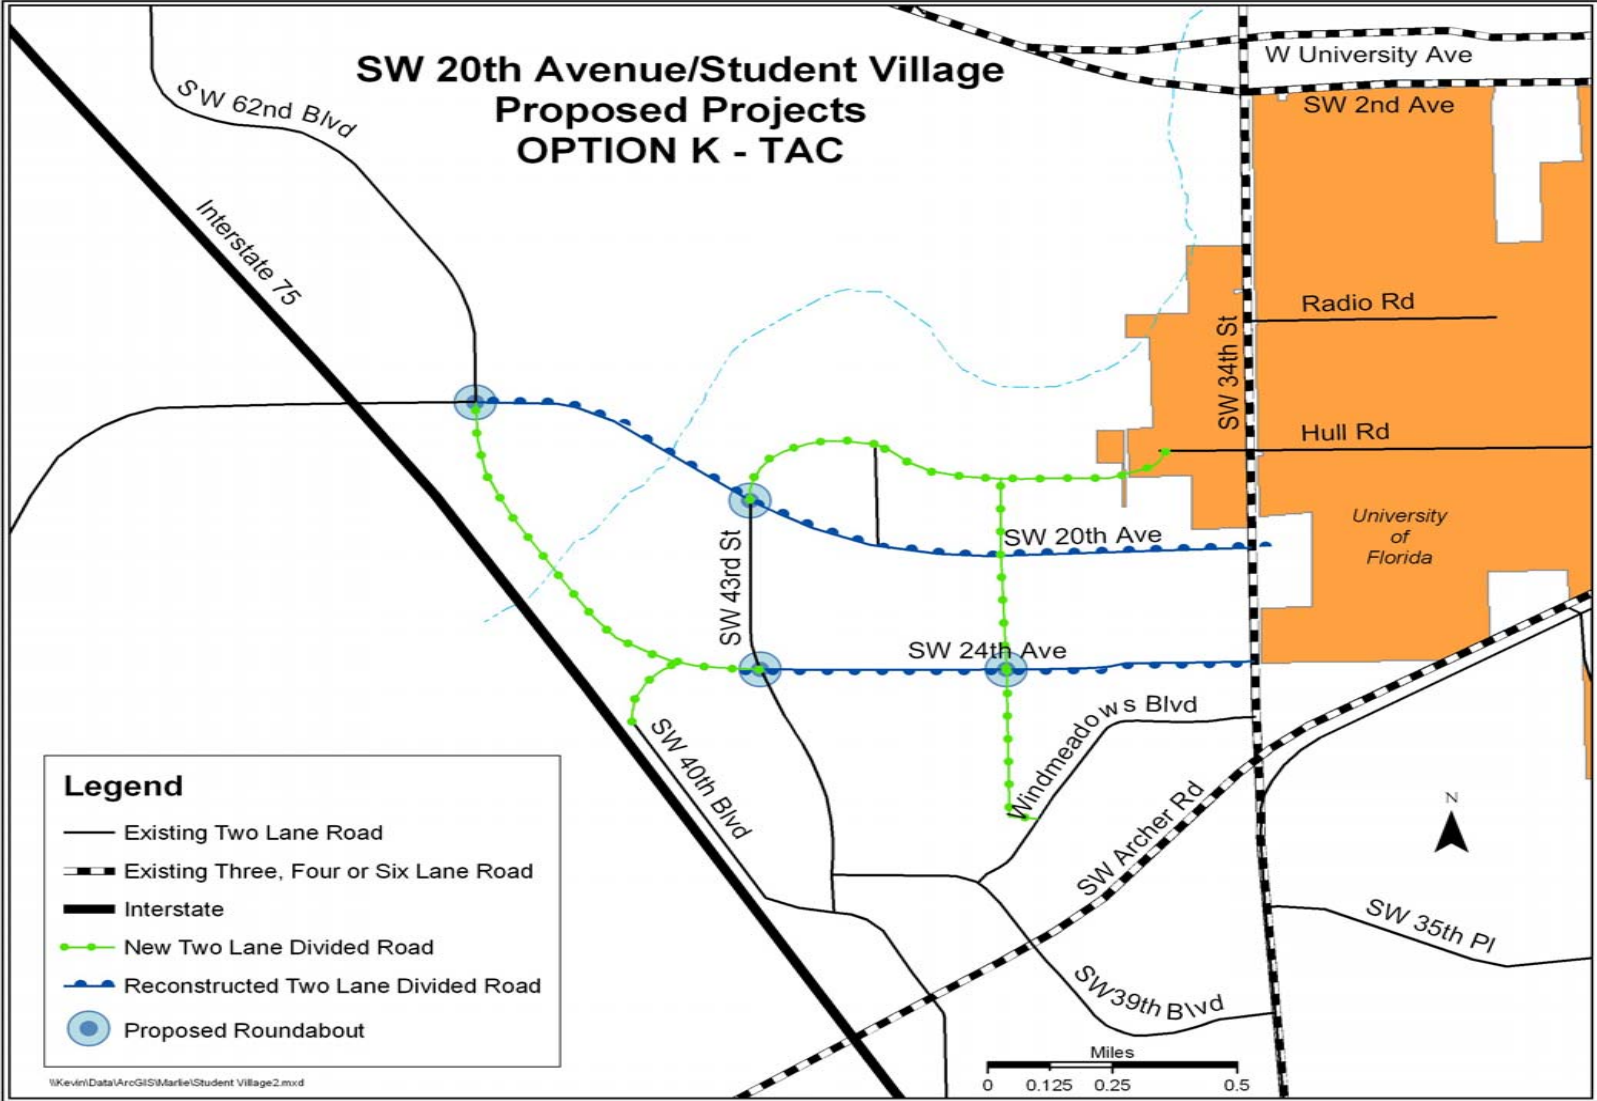 SW 20th Avenue/Student Village
Proposed Projects
OPTION K - TAC
W University Ave
SW 2nd Ave
SW 62nd Blvd
Interstate 75
Radio Rd
SW 34th St
Hull Rd
University
of
Florida
SW 20th Ave
SW 43rd St
SW 24th Ave
Windmeadows Blvd
SW 40th Blvd
SW Archer Rd
N
SW 35th Pl
SW39th Blvd
Legend
Existing Two Lane Road
Existing Three, Four or Six Lane Road
Interstate
New Two Lane Divided Road
Reconstructed Two Lane Divided Road
Proposed Roundabout
Miles
0 0.125 0.25 0.5
\\Kevin\Data\ArcGIS\Marlie\Student Village2.mxd